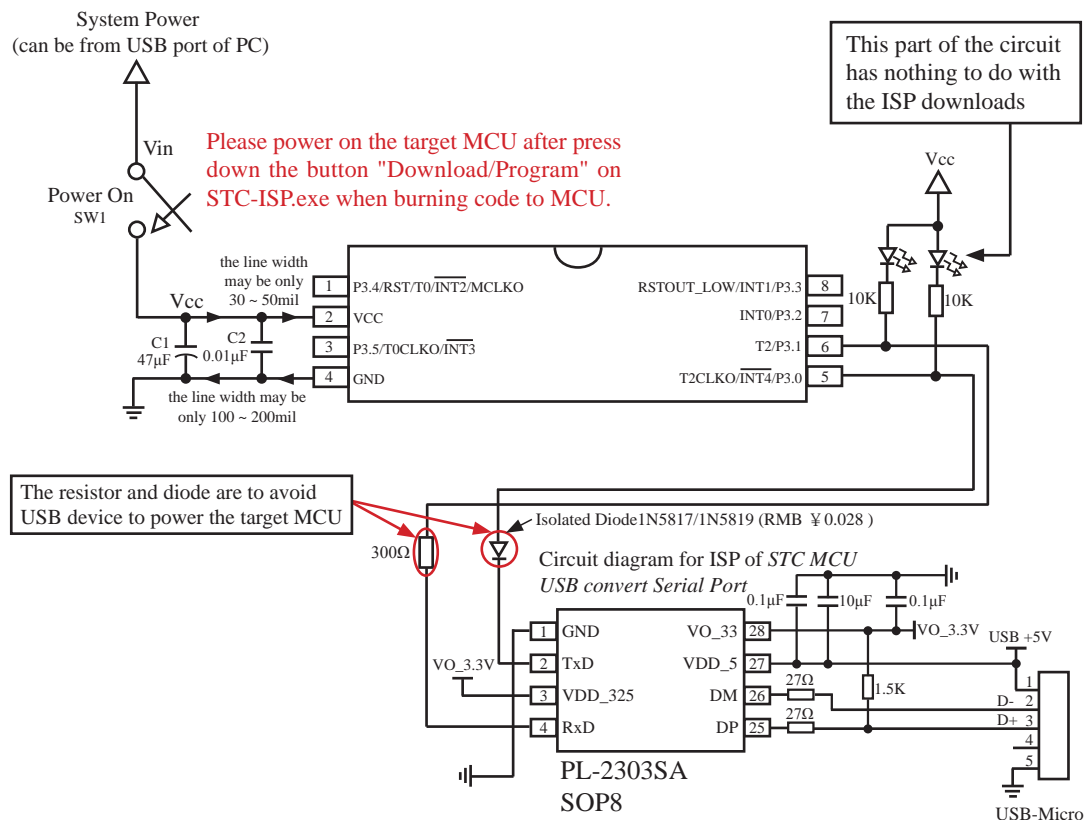 System Power
(can be from USB port of PC)
Vin
Power On
SW1
Please power on the target MCU after press
down the button "Download/Program" on
STC-ISP.exe when burning code to MCU.
This part of the circuit
has nothing to do with
the ISP downloads
Vcc
10K
10K
the line width
may be only
30 ~ 50mil
Vcc
C1
47μF
C2
0.01μF
the line width may be
only 100 ~ 200mil
1 P3.4/RST/T0/INT2/MCLKO
2 VCC
3 P3.5/T0CLKO/INT3
4 GND
RSTOUT_LOW/INT1/P3.3 8
INT0/P3.2 7
T2/P3.1 6
T2CLKO/INT4/P3.0 5
The resistor and diode are to avoid
USB device to power the target MCU
300Ω
Isolated Diode1N5817/1N5819 (RMB ¥0.028 )
Circuit diagram for ISP of STC MCU
USB convert Serial Port
0.1μF
10μF
0.1μF
VO_3.3V
1 GND
2 TxD
3 VDD_325
4 RxD
VO_33 28
VDD_5 27
DM 26
DP 25
VO_3.3V
27Ω
27Ω
1.5K
USB +5V
1
D- 2
D+ 3
4
5
PL-2303SA
SOP8
USB-Micro